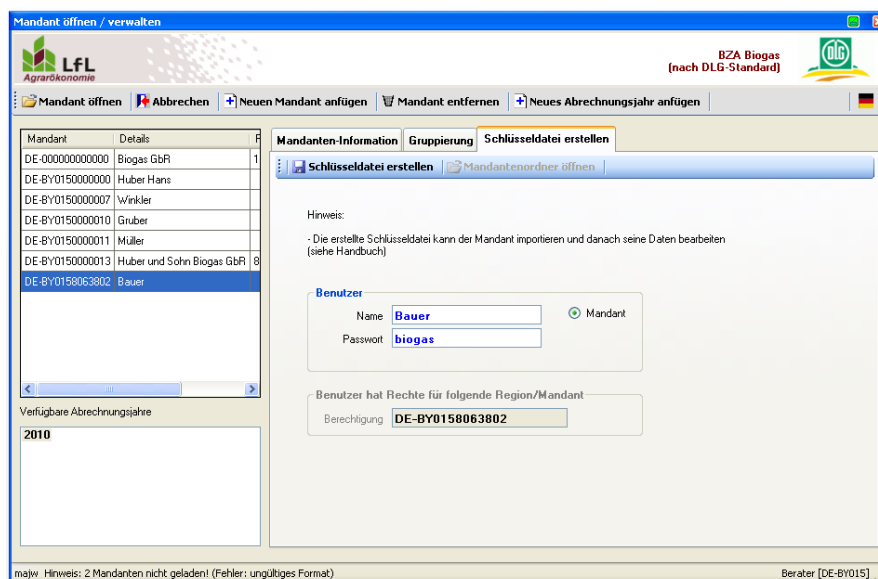 Mandant öffnen / verwalten
LfL
Agrarökonomie
BZA Biogas
(nach DLG-Standard)
DLG
Mandant öffnen
Abbrechen
Neuen Mandant anfügen
Mandant entfernen
Neues Abrechnungsjahr anfügen
Mandant Details F
DE-000000000000 Biogas GbR 1
DE-BY0150000000 Huber Hans
DE-BY0150000007 Winkler
DE-BY0150000010 Gruber
DE-BY0150000011 Müller
DE-BY0150000013 Huber und Sohn Biogas GbR 8
DE-BY0158063802 Bauer
Verfügbare Abrechnungsjahre
2010
Mandanten-Information Gruppierung Schlüsseldatei erstellen
Schlüsseldatei erstellen Mandantenordner öffnen
Hinweis:
- Die erstellte Schlüsseldatei kann der Mandant importieren und danach seine Daten bearbeiten
(siehe Handbuch)
Benutzer
Name Bauer Mandant
Passwort biogas
Benutzer hat Rechte für folgende Region/Mandant
Berechtigung DE-BY0158063802
majw Hinweis: 2 Mandanten nicht geladen! (Fehler: ungültiges Format)
Berater [DE-BY015]